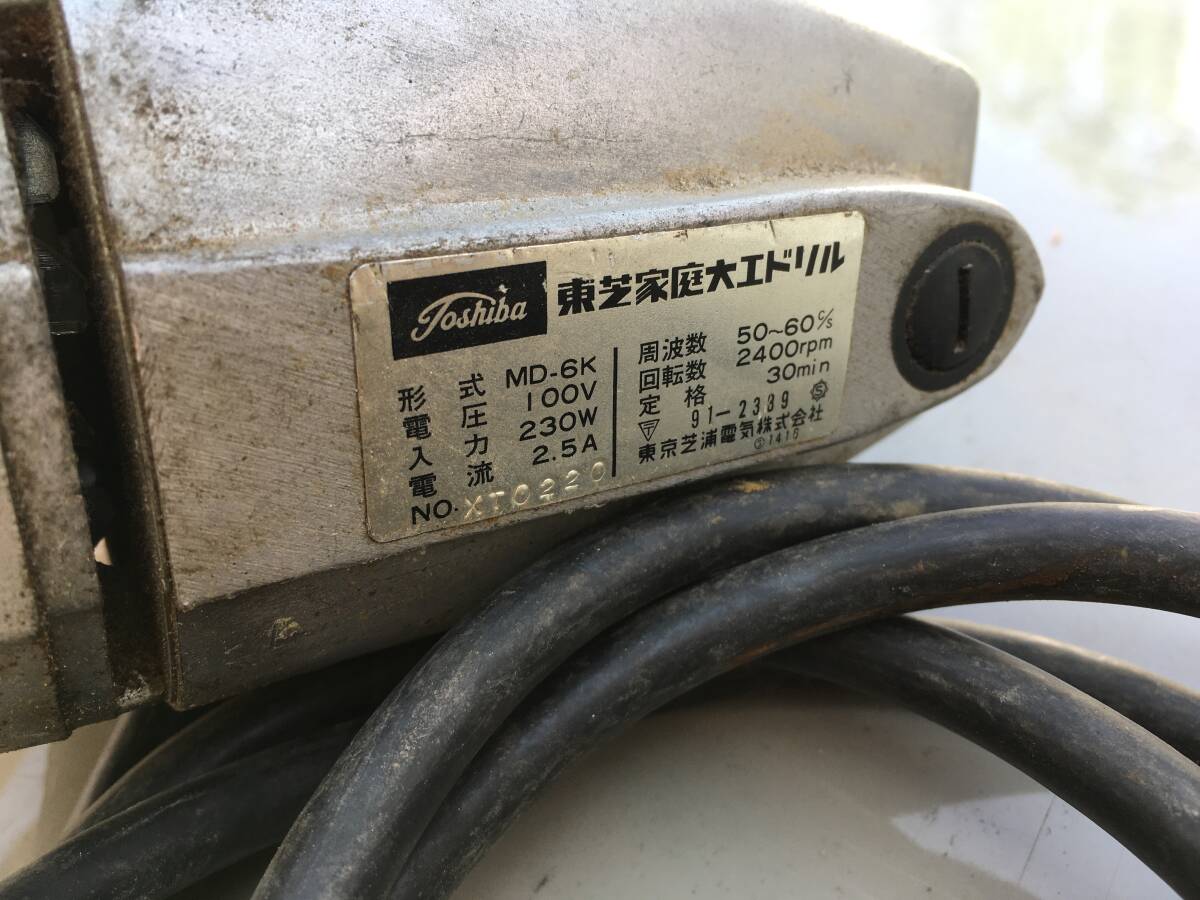 Toshiba 東芝家庭大工ドリル
形式 MD-6K
電圧 100V
入力 230W
電流 2.5A
NO. XT0220
周波数 50~60 c/s
回転数 2400rpm
定格 30min
〒 91-2389 S
東京芝浦電気株式会社
Ⓢ1416